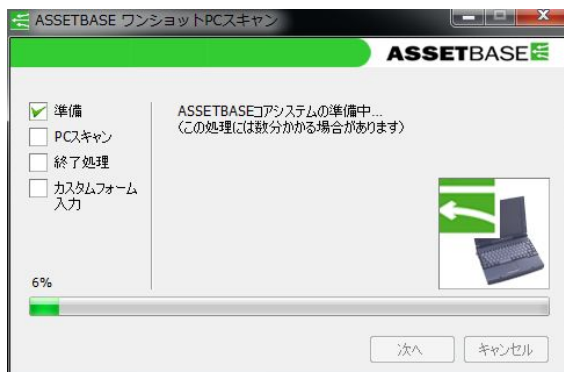 ASSETBASE ワンショットPCスキャン
ASSETBASE
準備
PCスキャン
終了処理
カスタムフォーム
入力
ASSETBASEコアシステムの準備中...
(この処理には数分かかる場合があります)
6%
次へ
キャンセル